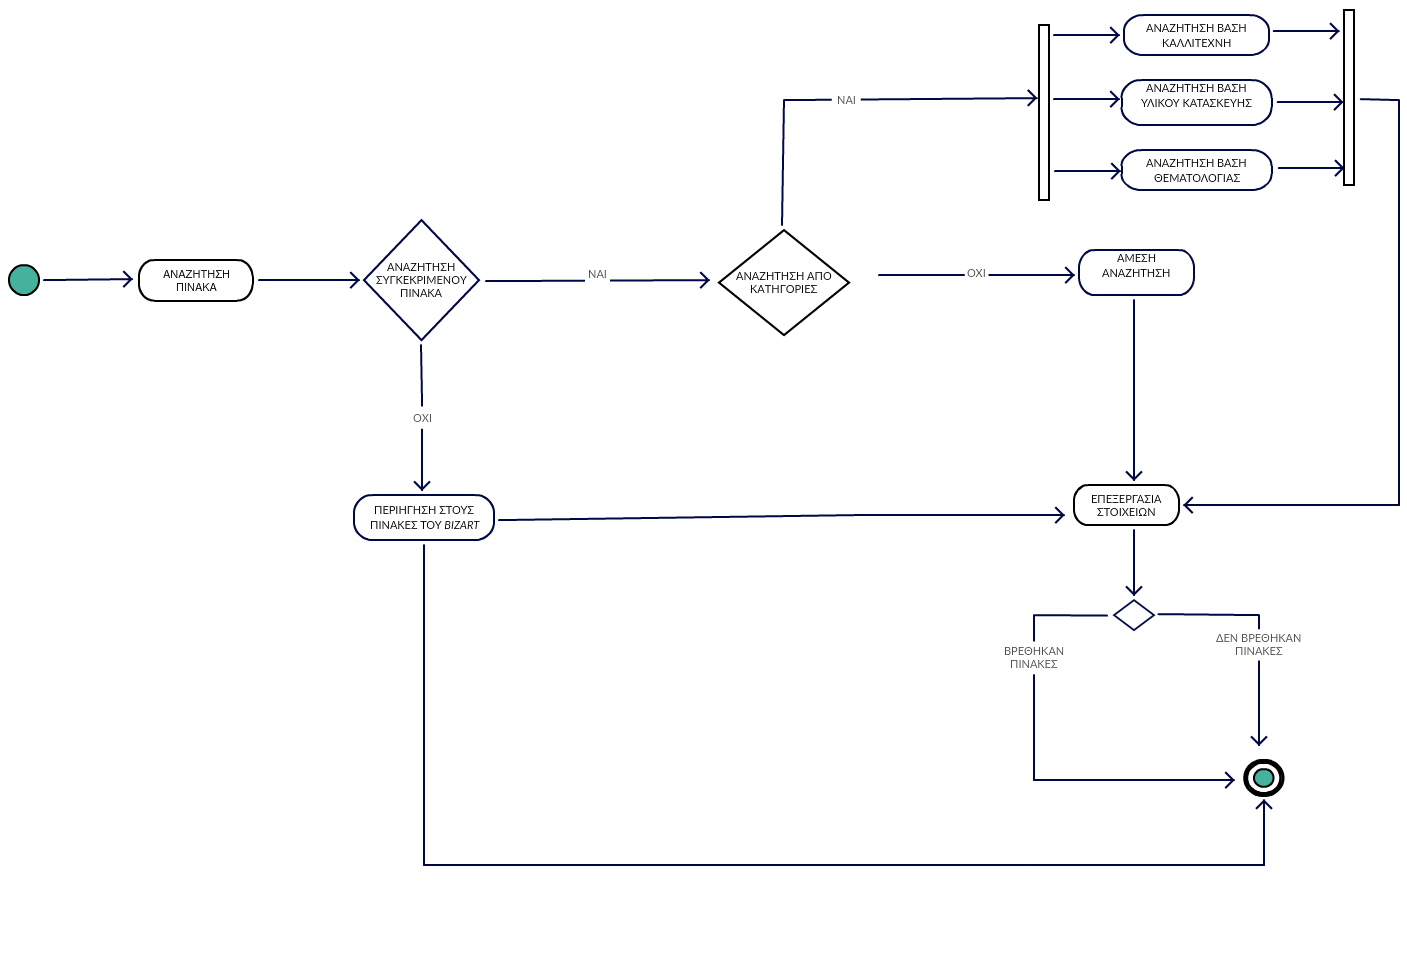 ΑΝΑΖΗΤΗΣΗ ΒΑΣΗ
ΚΑΛΛΙΤΕΧΝΗ
ΝΑΙ
ΑΝΑΖΗΤΗΣΗ ΒΑΣΗ
ΥΛΙΚΟΥ ΚΑΤΑΣΚΕΥΗΣ
ΑΝΑΖΗΤΗΣΗ ΒΑΣΗ
ΘΕΜΑΤΟΛΟΓΙΑΣ
ΑΝΑΖΗΤΗΣΗ
ΠΙΝΑΚΑ
ΑΝΑΖΗΤΗΣΗ
ΣΥΓΚΕΚΡΙΜΕΝΟΥ
ΠΙΝΑΚΑ
ΝΑΙ
ΑΝΑΖΗΤΗΣΗ ΑΠΟ
ΚΑΤΗΓΟΡΙΕΣ
ΟΧΙ
ΑΜΕΣΗ
ΑΝΑΖΗΤΗΣΗ
ΟΧΙ
ΠΕΡΙΗΓΗΣΗ ΣΤΟΥΣ
ΠΙΝΑΚΕΣ ΤΟΥ BIZART
ΕΠΕΞΕΡΓΑΣΙΑ
ΣΤΟΙΧΕΙΩΝ
ΒΡΕΘΗΚΑΝ
ΠΙΝΑΚΕΣ
ΔΕΝ ΒΡΕΘΗΚΑΝ
ΠΙΝΑΚΕΣ